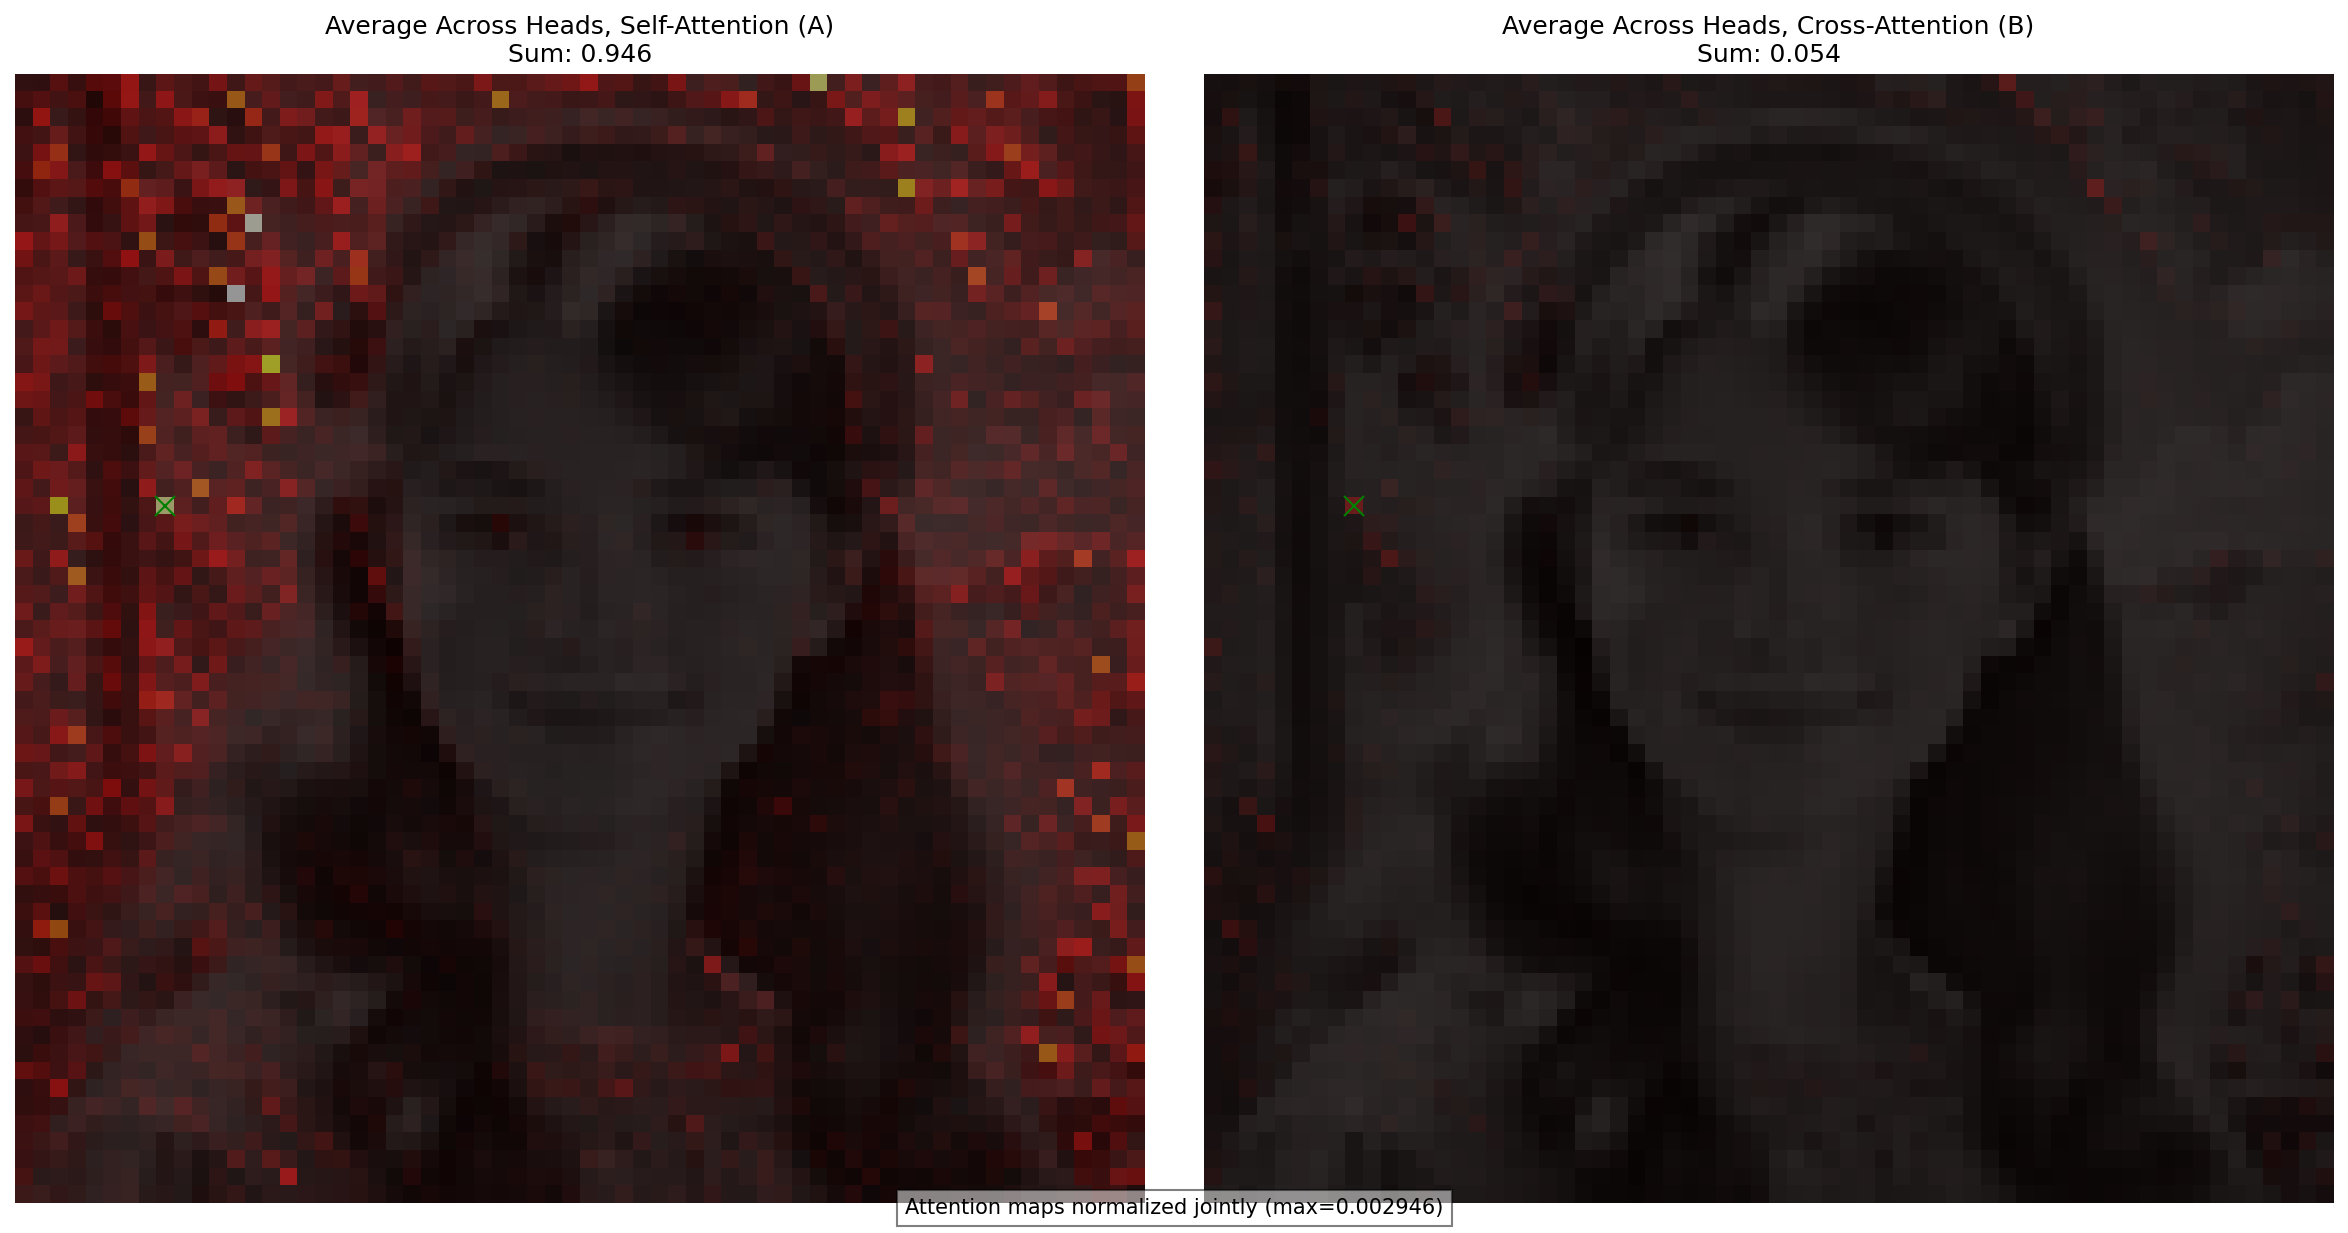 Average Across Heads, Self-Attention (A)
Sum: 0.946
Average Across Heads, Cross-Attention (B)
Sum: 0.054
Attention maps normalized jointly (max=0.002946)